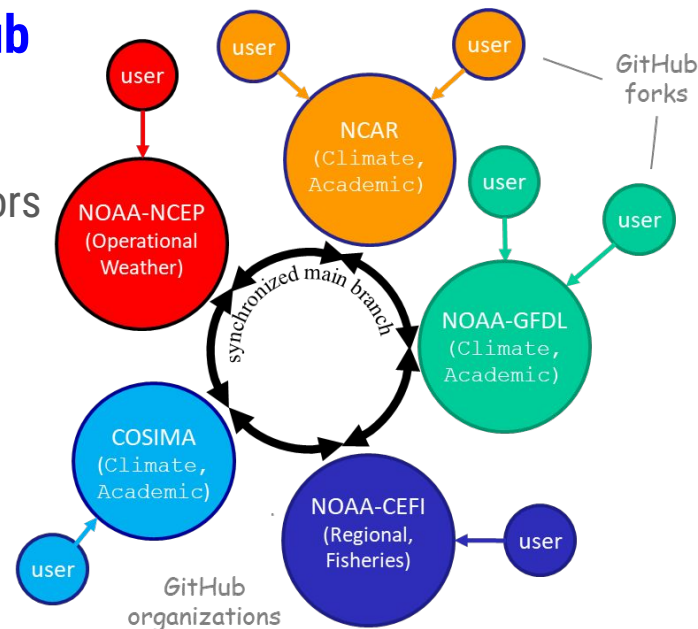 ub
ors
user
user
user
GitHub
forks
NCAR
(Climate,
Academic)
NOAA-NCEP
(Operational
Weather)
user
user
synchronized main branch
NOAA-GFDL
(Climate,
Academic)
COSIMA
(Climate,
Academic)
NOAA-CEFI
(Regional,
Fisheries)
user
user
GitHub
organizations